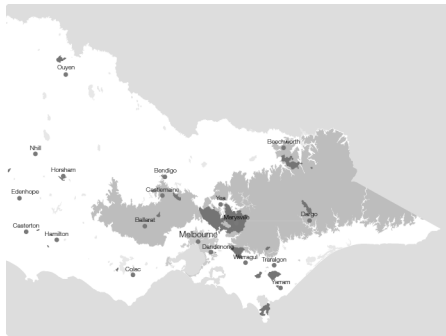 Ouyen
Nhill
Horsham
Edenhope
Casterton
Hamilton
Bendigo
Castlemaine
Ballarat
Colac
Beechworth
Yea
Marysville
Dargo
Melbourne
Dandenong
Warragul
Traralgon
Yarram